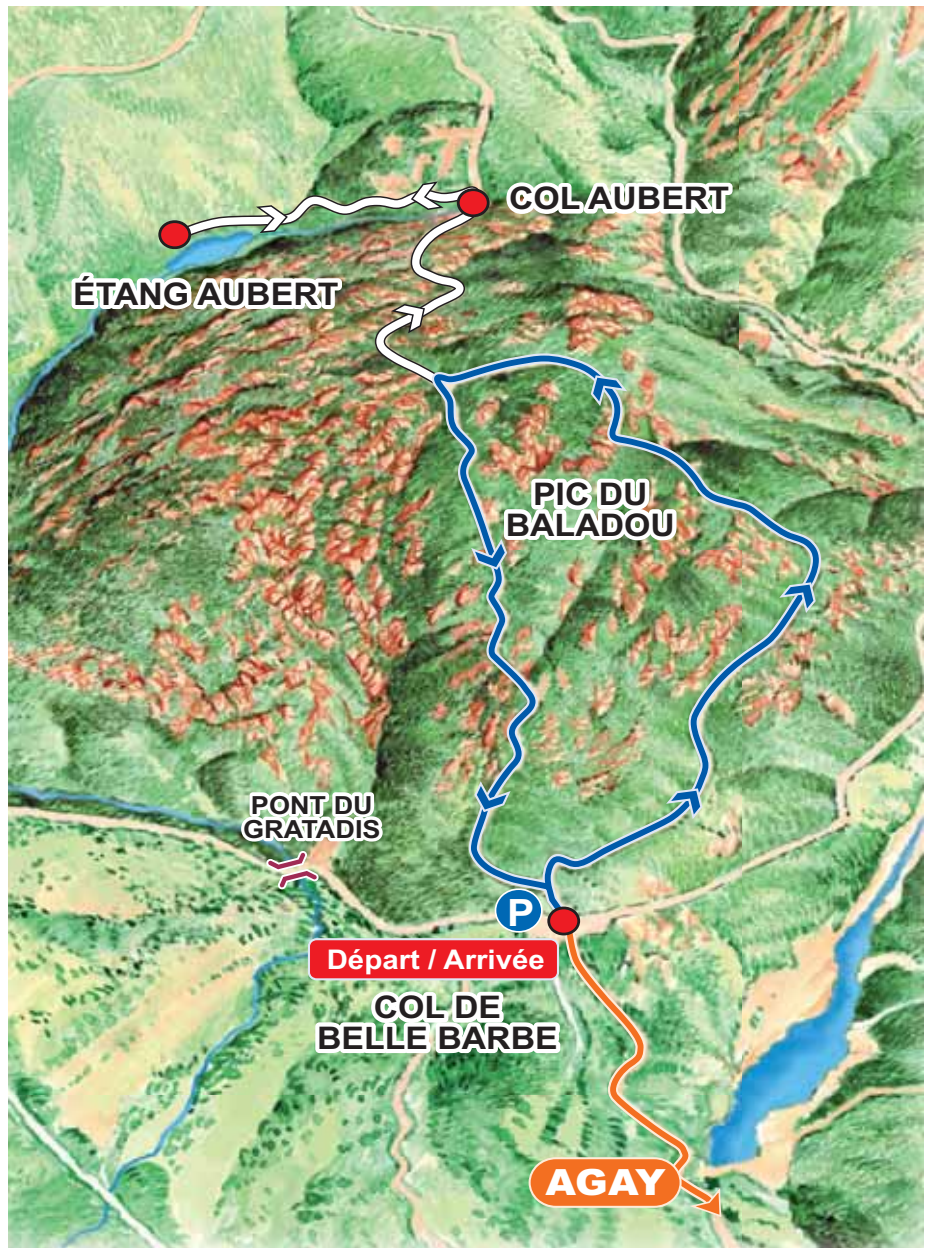 COL AUBERT
ÉTANG AUBERT
PIC DU
BALADOU
PONT DU
GRATADIS
P
Départ / Arrivée
COL DE
BELLE BARBE
AGAY